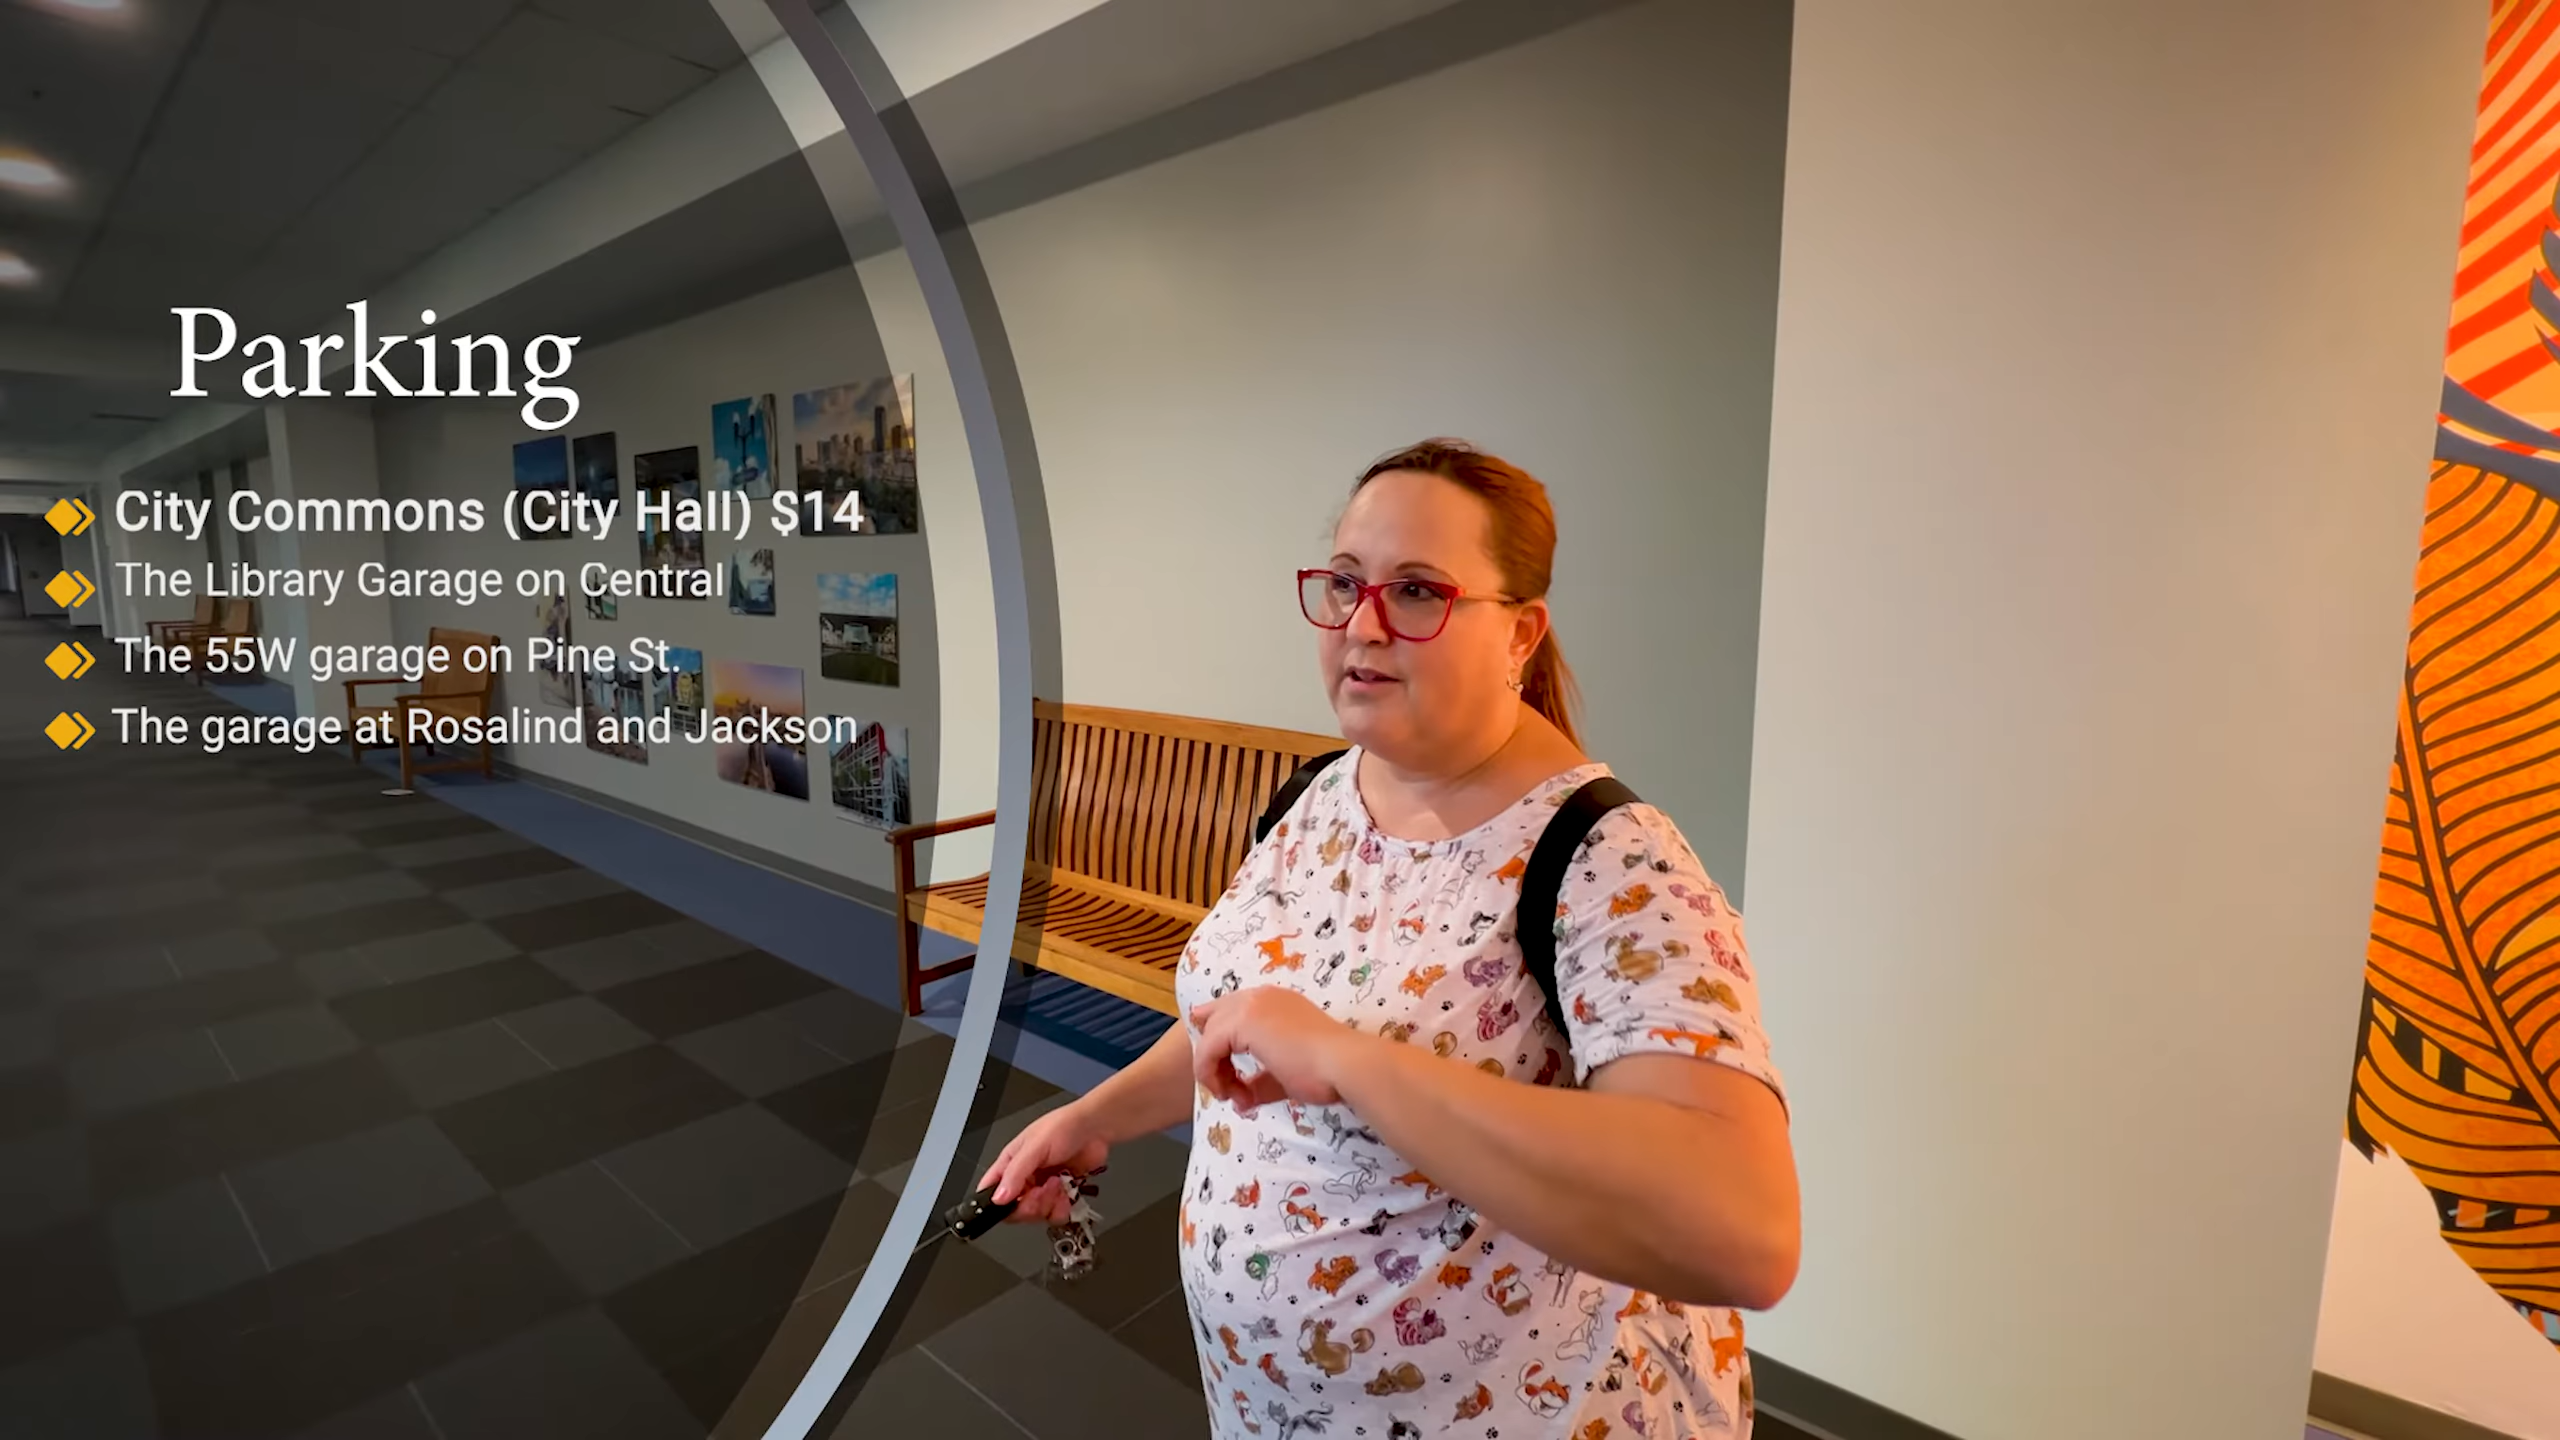 Parking
City Commons (City Hall) $14
The Library Garage on Central
The 55W garage on Pine St.
The garage at Rosalind and Jackson